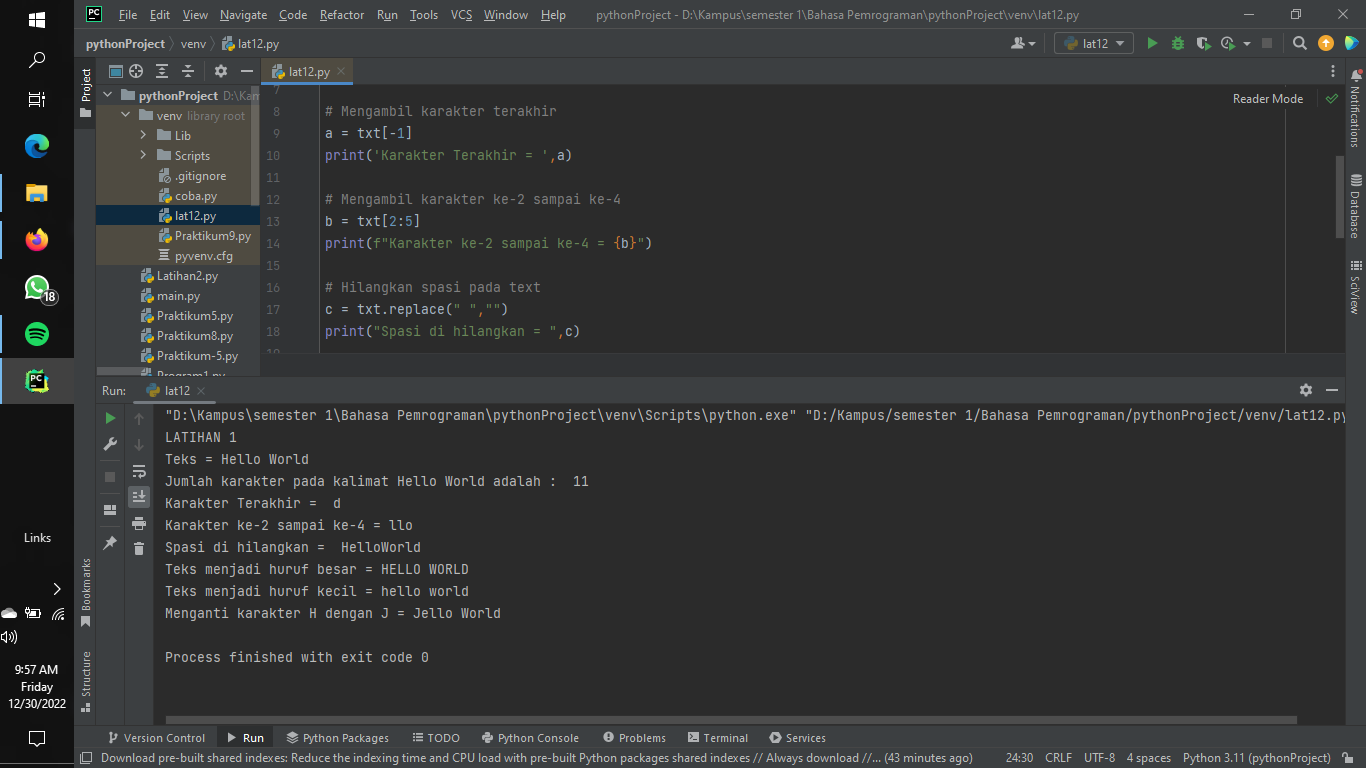 File Edit View Navigate Code Refactor Run Tools VCS Window Help pythonProject - D:\Kampus\semester 1\Bahasa Pemrograman\pythonProject\venv\lat12.py
pythonProject venv lat12.py
lat12
Project
lat12.py
pythonProject D:\Kam
venv library root
Lib
Scripts
.gitignore
coba.py
lat12.py
Praktikum9.py
pyvenv.cfg
Latihan2.py
main.py
Praktikum5.py
Praktikum8.py
Praktikum-5.py
Program1.py
Reader Mode
7
8 # Mengambil karakter terakhir
9 a = txt[-1]
10 print('Karakter Terakhir = ',a)
11
12 # Mengambil karakter ke-2 sampai ke-4
13 b = txt[2:5]
14 print(f"Karakter ke-2 sampai ke-4 = {b}")
15
16 # Hilangkan spasi pada text
17 c = txt.replace(" ","")
18 print("Spasi di hilangkan = ",c)
19
Notifications
Database
SciView
Run: lat12
"D:\Kampus\semester 1\Bahasa Pemrograman\pythonProject\venv\Scripts\python.exe" "D:/Kampus/semester 1/Bahasa Pemrograman/pythonProject/venv/lat12.py
LATIHAN 1
Teks = Hello World
Jumlah karakter pada kalimat Hello World adalah :  11
Karakter Terakhir =  d
Karakter ke-2 sampai ke-4 = llo
Spasi di hilangkan =  HelloWorld
Teks menjadi huruf besar = HELLO WORLD
Teks menjadi huruf kecil = hello world
Menganti karakter H dengan J = Jello World
Process finished with exit code 0
Bookmarks
Structure
Version Control Run Python Packages TODO Python Console Problems Terminal Services
Download pre-built shared indexes: Reduce the indexing time and CPU load with pre-built Python packages shared indexes // Always download //... (43 minutes ago) 24:30 CRLF UTF-8 4 spaces Python 3.11 (pythonProject)
PC
18
PC
Links
9:57 AM
Friday
12/30/2022